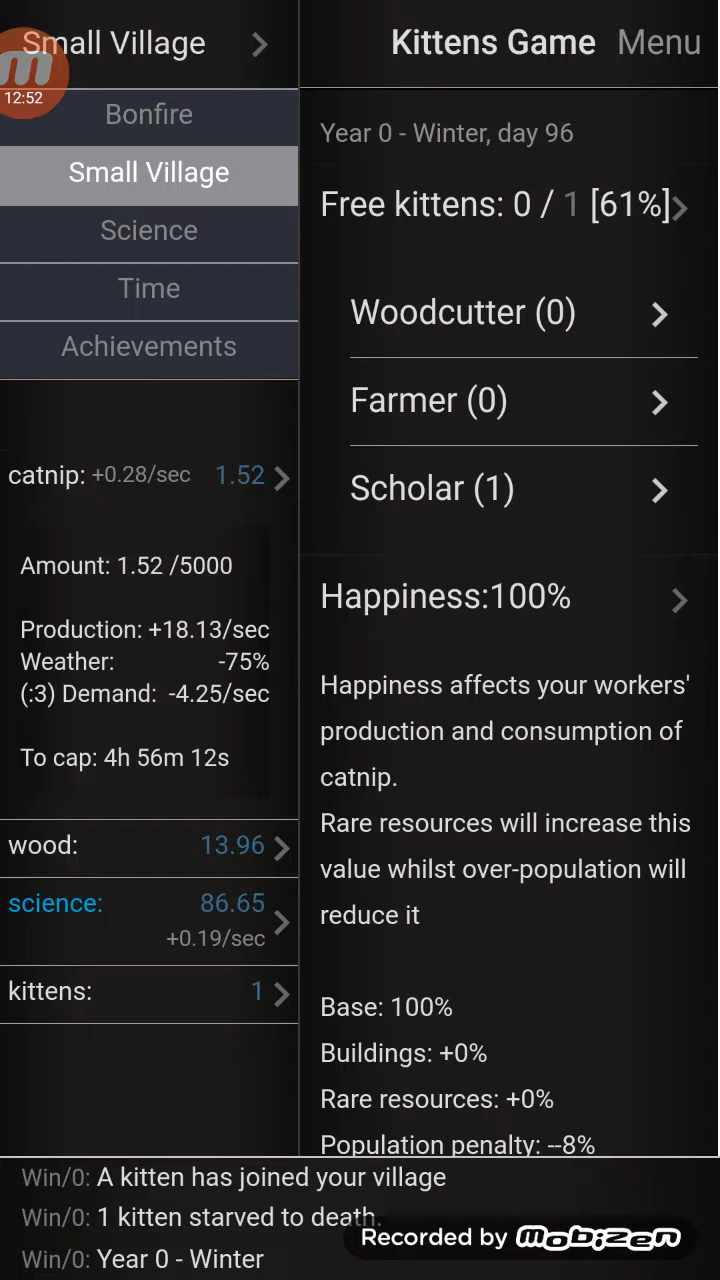 Small Village
Kittens Game Menu
12:52
Bonfire
Small Village
Science
Time
Achievements
catnip: +0.28/sec 1.52
Amount: 1.52 /5000
Production: +18.13/sec
Weather: -75%
(:3) Demand: -4.25/sec
To cap: 4h 56m 12s
wood: 13.96
science: 86.65
+0.19/sec
kittens: 1
Year 0 - Winter, day 96
Free kittens: 0 / 1 [61%]
Woodcutter (0)
Farmer (0)
Scholar (1)
Happiness:100%
Happiness affects your workers'
production and consumption of
catnip.
Rare resources will increase this
value whilst over-population will
reduce it
Base: 100%
Buildings: +0%
Rare resources: +0%
Population penalty: --8%
Win/0: A kitten has joined your village
Win/0: 1 kitten starved to death.
Win/0: Year 0 - Winter
Recorded by mobizen